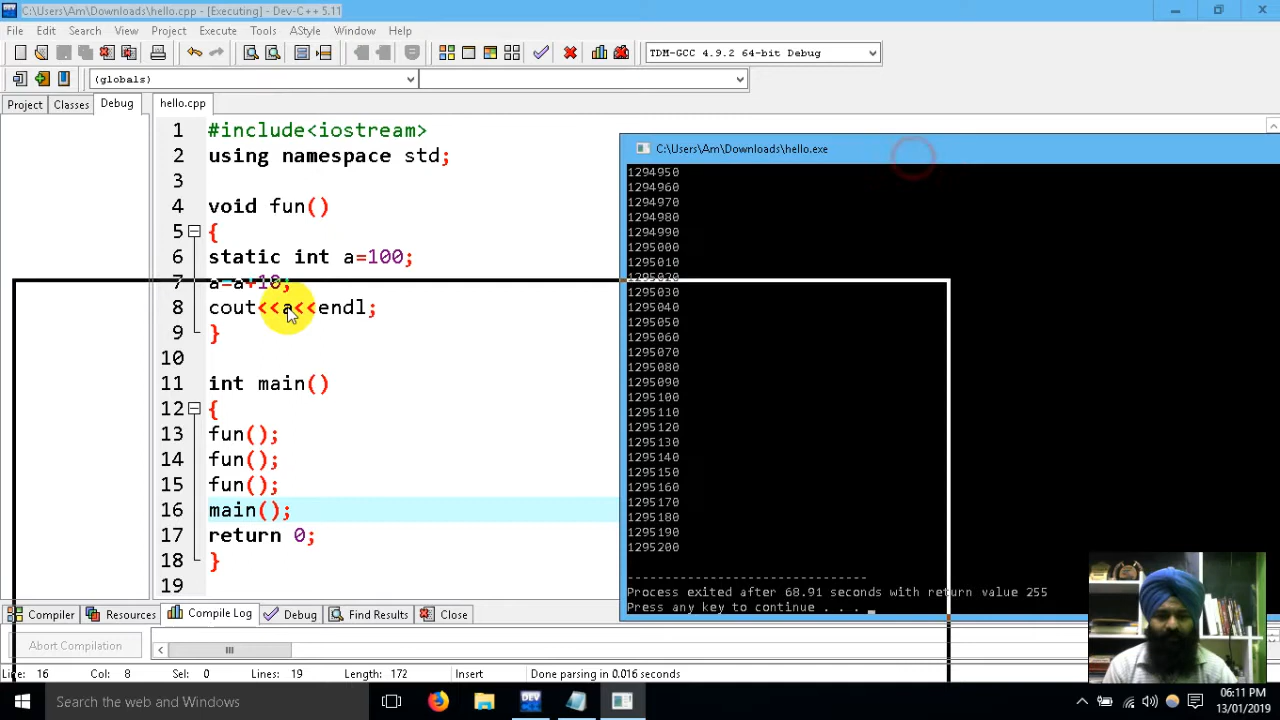 C:\Users\Am\Downloads\hello.cpp - [Executing] - Dev-C++ 5.11
File Edit Search View Project Execute Tools AStyle Window Help
TDM-GCC 4.9.2 64-bit Debug
(globals)
Project Classes Debug hello.cpp
1 #include<iostream>
2 using namespace std;
3
4 void fun()
5 {
6 static int a=100;
7 a=a+10;
8 cout<<a<<endl;
9 }
10
11 int main()
12 {
13 fun();
14 fun();
15 fun();
16 main();
17 return 0;
18 }
19
C:\Users\Am\Downloads\hello.exe
1294950
1294960
1294970
1294980
1294990
1295000
1295010
1295020
1295030
1295040
1295050
1295060
1295070
1295080
1295090
1295100
1295110
1295120
1295130
1295140
1295150
1295160
1295170
1295180
1295190
1295200
--------------------------------
Process exited after 68.91 seconds with return value 255
Press any key to continue . . .
Compiler Resources Compile Log Debug Find Results Close
Abort Compilation
Line: 16 Col: 8 Sel: 0 Lines: 19 Length: 172 Insert Done parsing in 0.016 seconds
Search the web and Windows
DEV
06:11 PM
13/01/2019